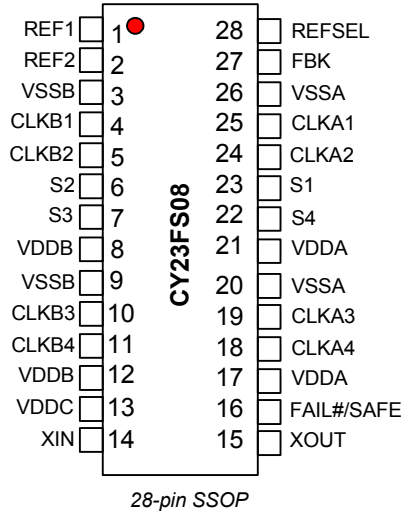 REF1 1 28 REFSEL
REF2 2 27 FBK
VSSB 3 26 VSSA
CLKB1 4 25 CLKA1
CLKB2 5 24 CLKA2
S2 6 23 S1
S3 7 22 S4
VDDB 8 21 VDDA
VSSB 9 20 VSSA
CLKB3 10 19 CLKA3
CLKB4 11 18 CLKA4
VDDB 12 17 VDDA
VDDC 13 16 FAIL#/SAFE
XIN 14 15 XOUT
CY23FS08
28-pin SSOP